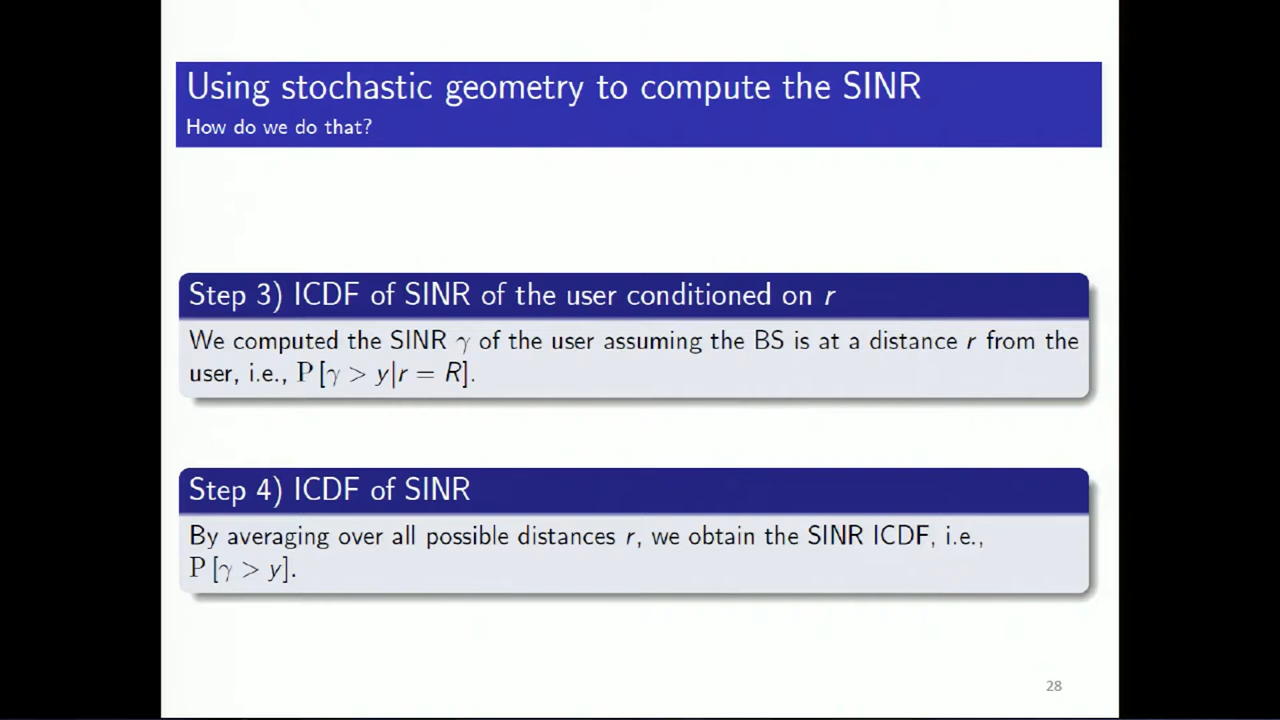 Using stochastic geometry to compute the SINR
How do we do that?
Step 3) ICDF of SINR of the user conditioned on r
We computed the SINR γ of the user assuming the BS is at a distance r from the
user, i.e., P[γ > y|r = R].
Step 4) ICDF of SINR
By averaging over all possible distances r, we obtain the SINR ICDF, i.e.,
P[γ > y].
28